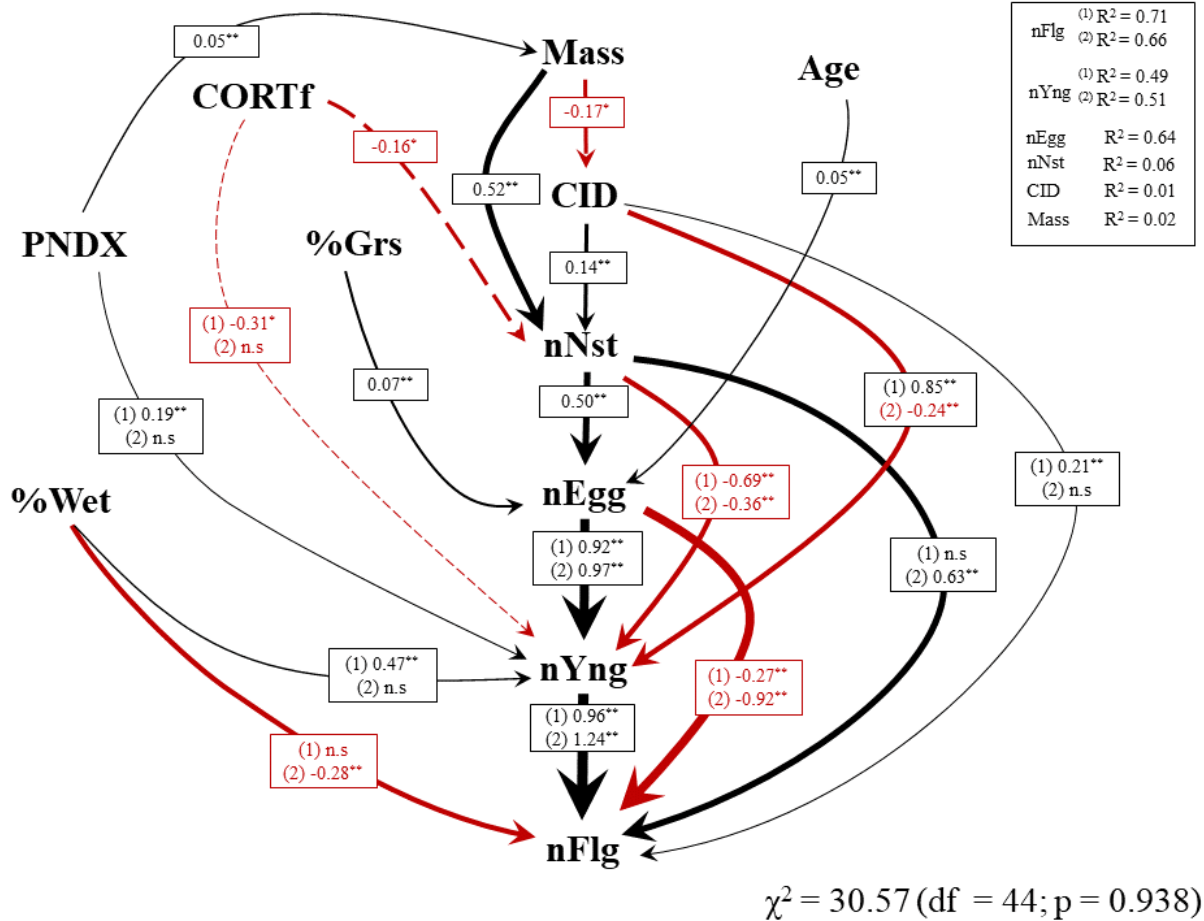 nFlg (1) R² = 0.71
(2) R² = 0.66
nYng (1) R² = 0.49
(2) R² = 0.51
nEgg R² = 0.64
nNst R² = 0.06
CID R² = 0.01
Mass R² = 0.02
0.05**
Mass
Age
CORTf
-0.17*
-0.16*
0.52**
CID
0.05**
PNDX
%Grs
0.14**
(1) -0.31*
(2) n.s
nNst
0.07**
0.50**
(1) 0.85**
(2) -0.24**
(1) 0.19**
(2) n.s
%Wet
nEgg
(1) -0.69**
(2) -0.36**
(1) 0.21**
(2) n.s
(1) 0.92**
(2) 0.97**
(1) n.s
(2) 0.63**
(1) 0.47**
(2) n.s
nYng
(1) -0.27**
(2) -0.92**
(1) 0.96**
(2) 1.24**
(1) n.s
(2) -0.28**
nFlg
χ² = 30.57 (df = 44; p = 0.938)